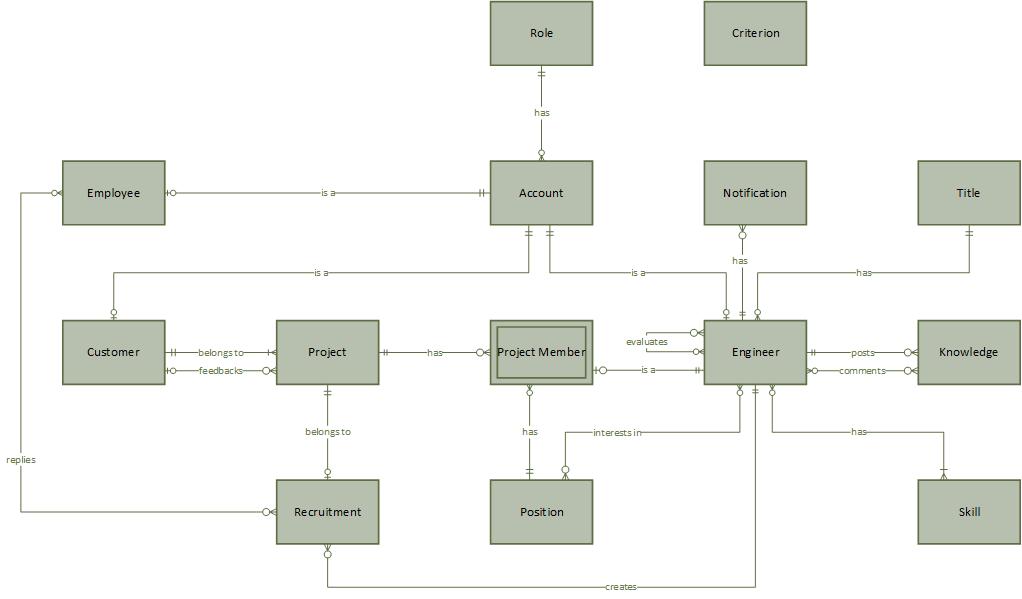 Role
Criterion
has
Employee
is a
Account
Notification
Title
has
is a
is a
has
evaluates
Customer
belongs to
Project
has
Project Member
Engineer
posts
Knowledge
feedbacks
is a
comments
belongs to
has
interests in
has
replies
Recruitment
Position
Skill
creates